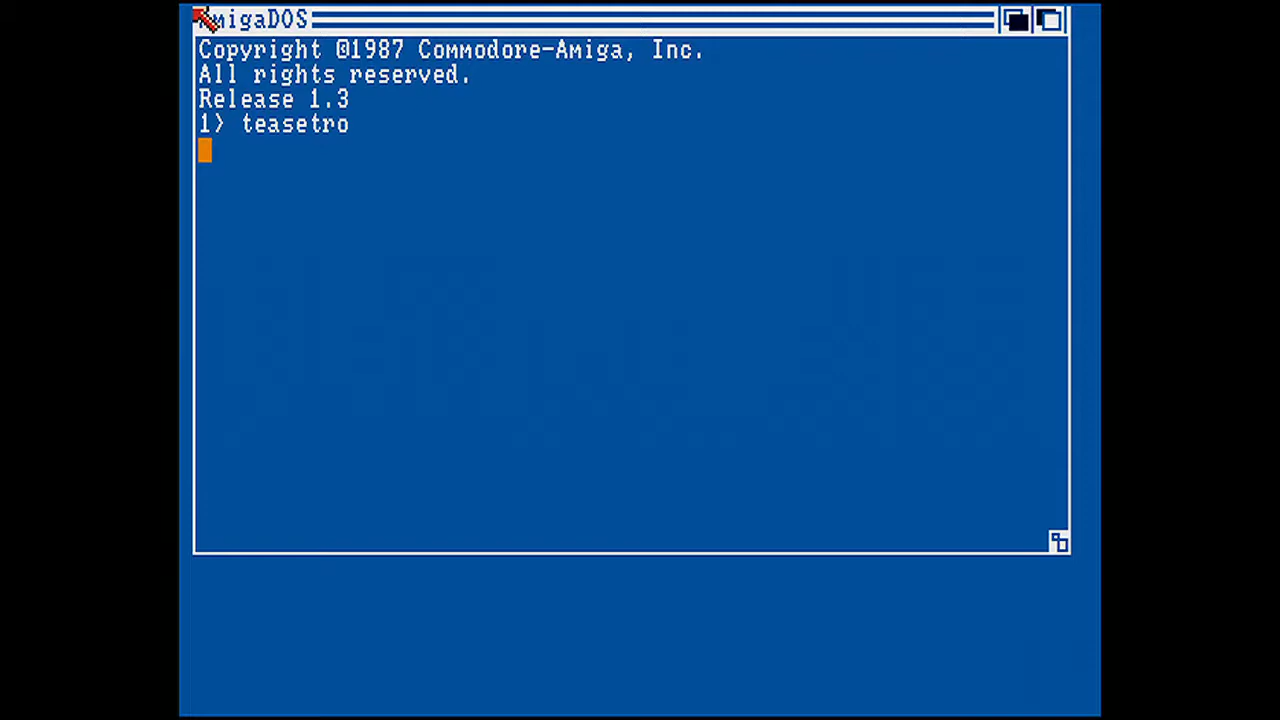 AmigaDOS
Copyright @1987 Commodore-Amiga, Inc.
All rights reserved.
Release 1.3
1> teasetro